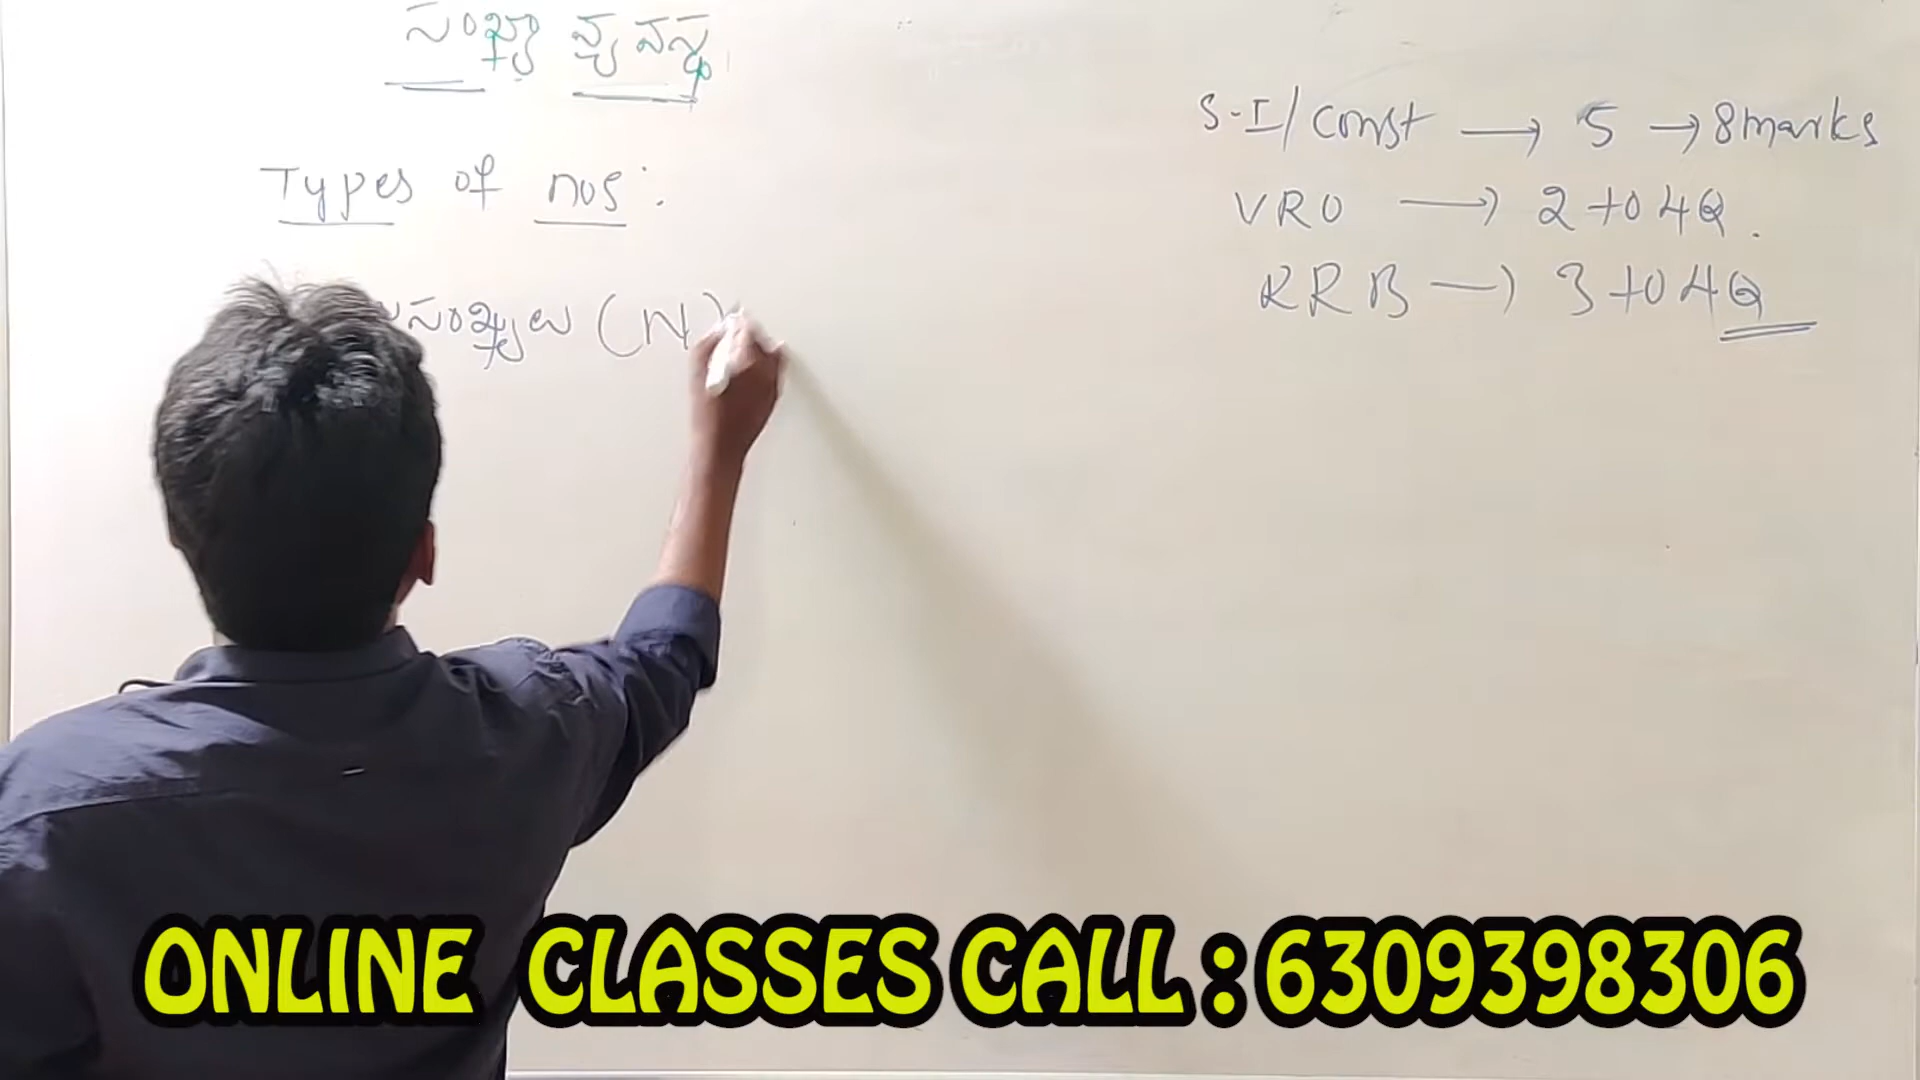 సంఖ్యా వ్యవస్థ
Types of nos:
సంఖ్యలు (N)
S-I/Const → 5 → 8marks
VRO → 2 to 4Q.
RRB → 3 to 4Q
ONLINE CLASSES CALL : 6309398306